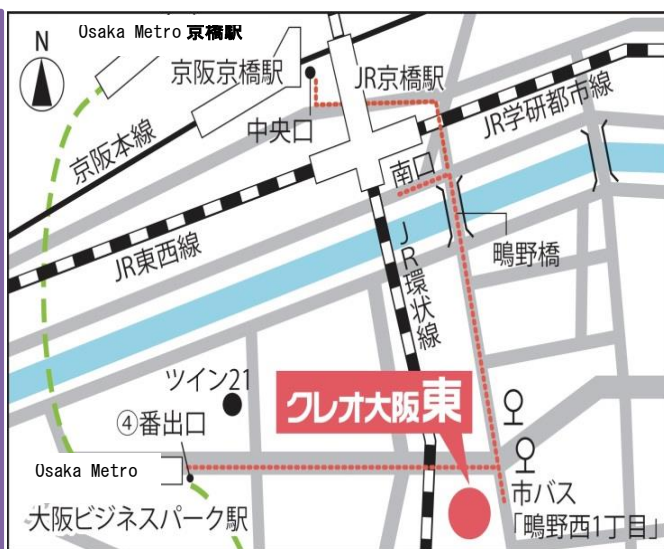 Osaka Metro 京橋駅
N
京阪京橋駅
JR京橋駅
中央口
JR学研都市線
京阪本線
南口
JR東西線
鴫野橋
JR環状線
ツイン21
クレオ大阪東
④番出口
Osaka Metro
大阪ビジネスパーク駅
市バス
「鴫野西1丁目」